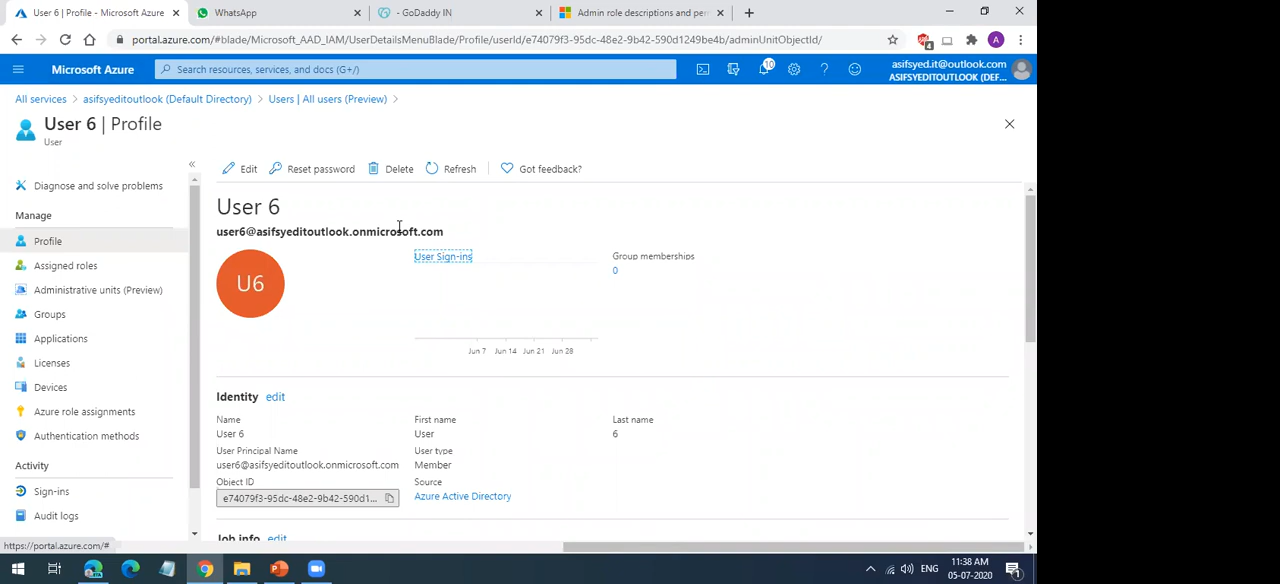 User 6 | Profile - Microsoft Azure
WhatsApp
- GoDaddy IN
Admin role descriptions and per
portal.azure.com/#blade/Microsoft_AAD_IAM/UserDetailsMenuBlade/Profile/userId/e74079f3-95dc-48e2-9b42-590d1249be4b/adminUnitObjectId/
4
A
Microsoft Azure
Search resources, services, and docs (G+/)
10
asifsyed.it@outlook.com
ASIFSYEDITOUTLOOK (DEF...
All services > asifsyeditoutlook (Default Directory) > Users | All users (Preview) >
User 6 | Profile
User
«
Edit
Reset password
Delete
Refresh
Got feedback?
Diagnose and solve problems
Manage
Profile
Assigned roles
Administrative units (Preview)
Groups
Applications
Licenses
Devices
Azure role assignments
Authentication methods
Activity
Sign-ins
Audit logs
User 6
user6@asifsyeditoutlook.onmicrosoft.com
U6
User Sign-ins
Group memberships
0
Jun 7
Jun 14
Jun 21
Jun 28
Identity edit
Name
User 6
First name
User
Last name
6
User Principal Name
user6@asifsyeditoutlook.onmicrosoft.com
User type
Member
Object ID
e74079f3-95dc-48e2-9b42-590d1...
Source
Azure Active Directory
Job info edit
https://portal.azure.com/#
ENG
11:38 AM
05-07-2020
1